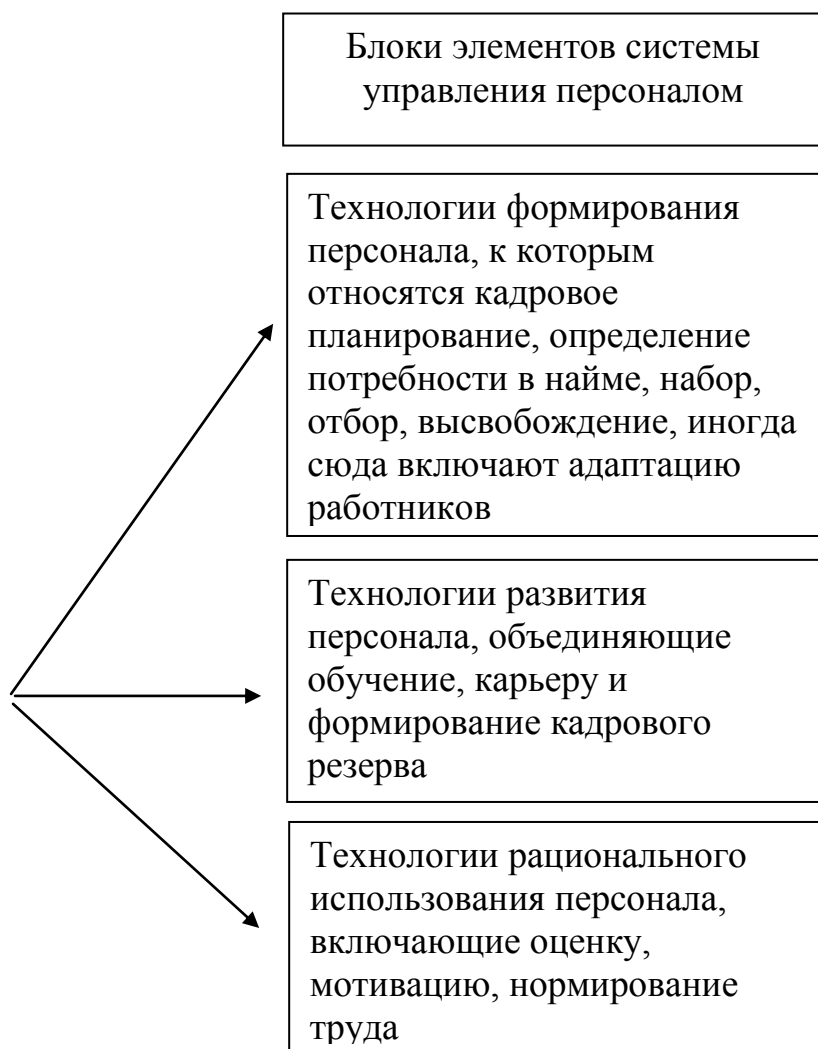 Блоки элементов системы
управления персоналом
Технологии формирования
персонала, к которым
относятся кадровое
планирование, определение
потребности в найме, набор,
отбор, высвобождение, иногда
сюда включают адаптацию
работников
Технологии развития
персонала, объединяющие
обучение, карьеру и
формирование кадрового
резерва
Технологии рационального
использования персонала,
включающие оценку,
мотивацию, нормирование
труда